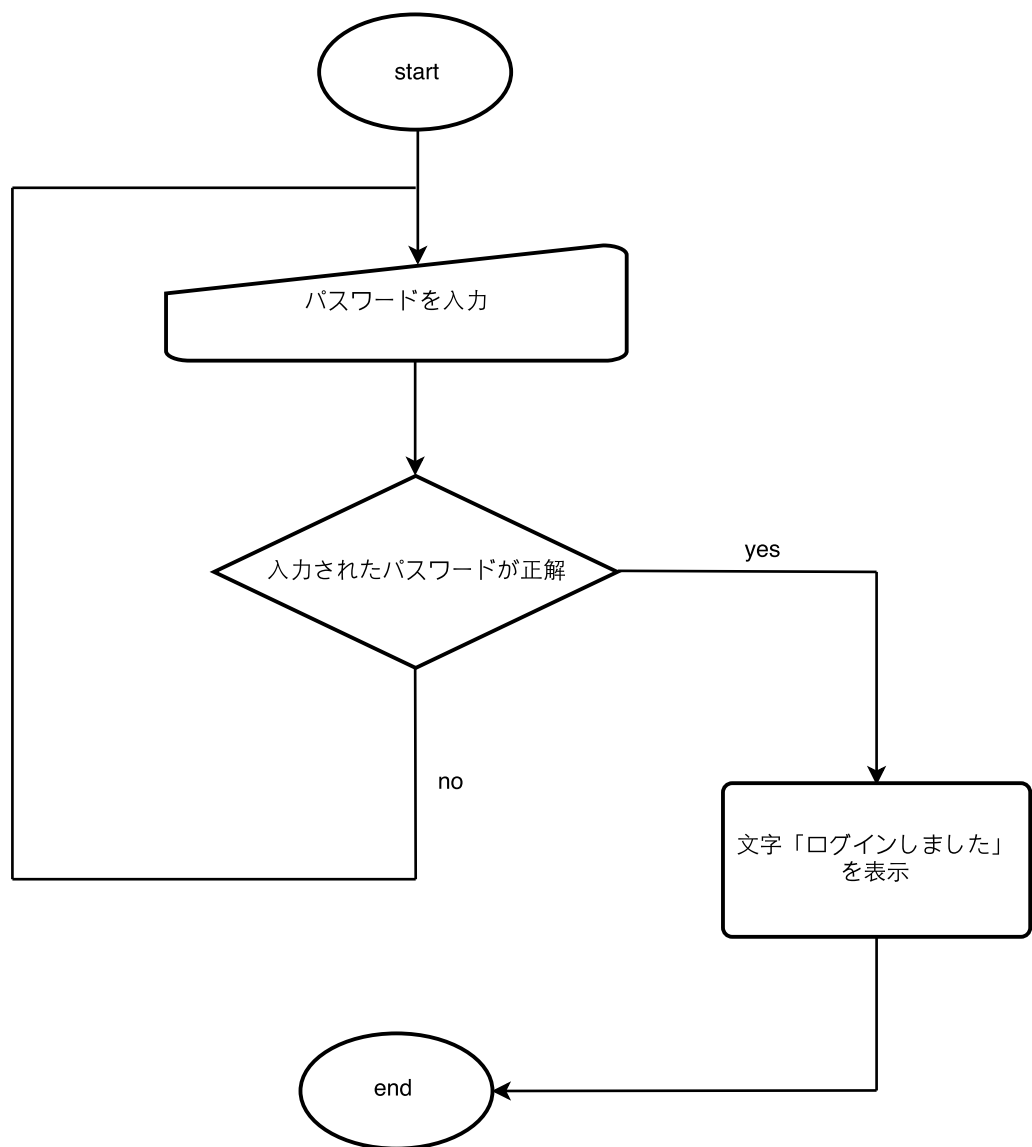 start
パスワードを入力
入力されたパスワードが正解
yes
no
文字「ログインしました」
を表示
end